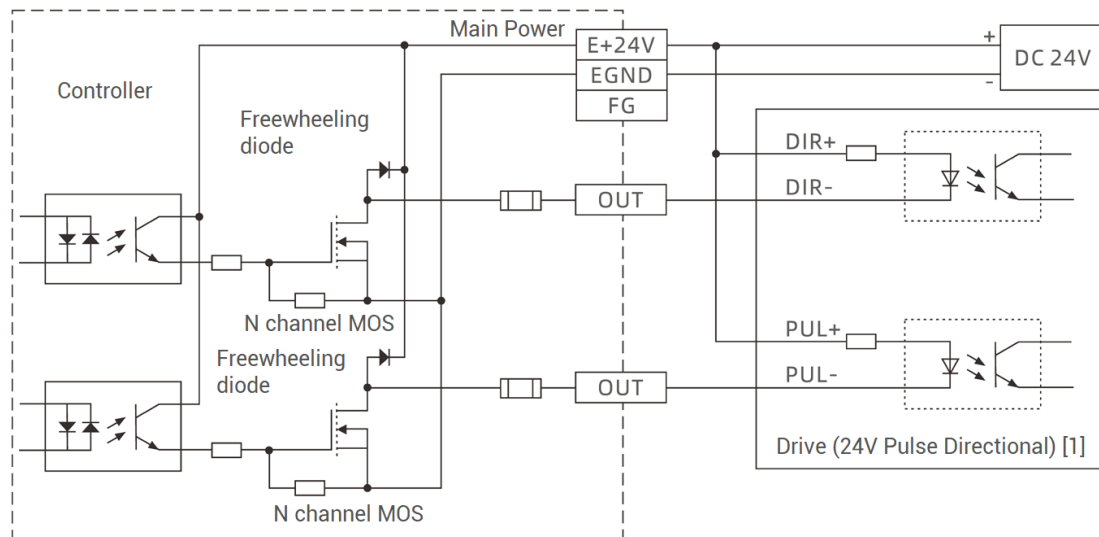 Main Power
E+24V
+
DC 24V
EGND
-
Controller
FG
Freewheeling
diode
DIR+
DIR-
OUT
N channel MOS
PUL+
Freewheeling
diode
PUL-
OUT
Drive (24V Pulse Directional) [1]
N channel MOS